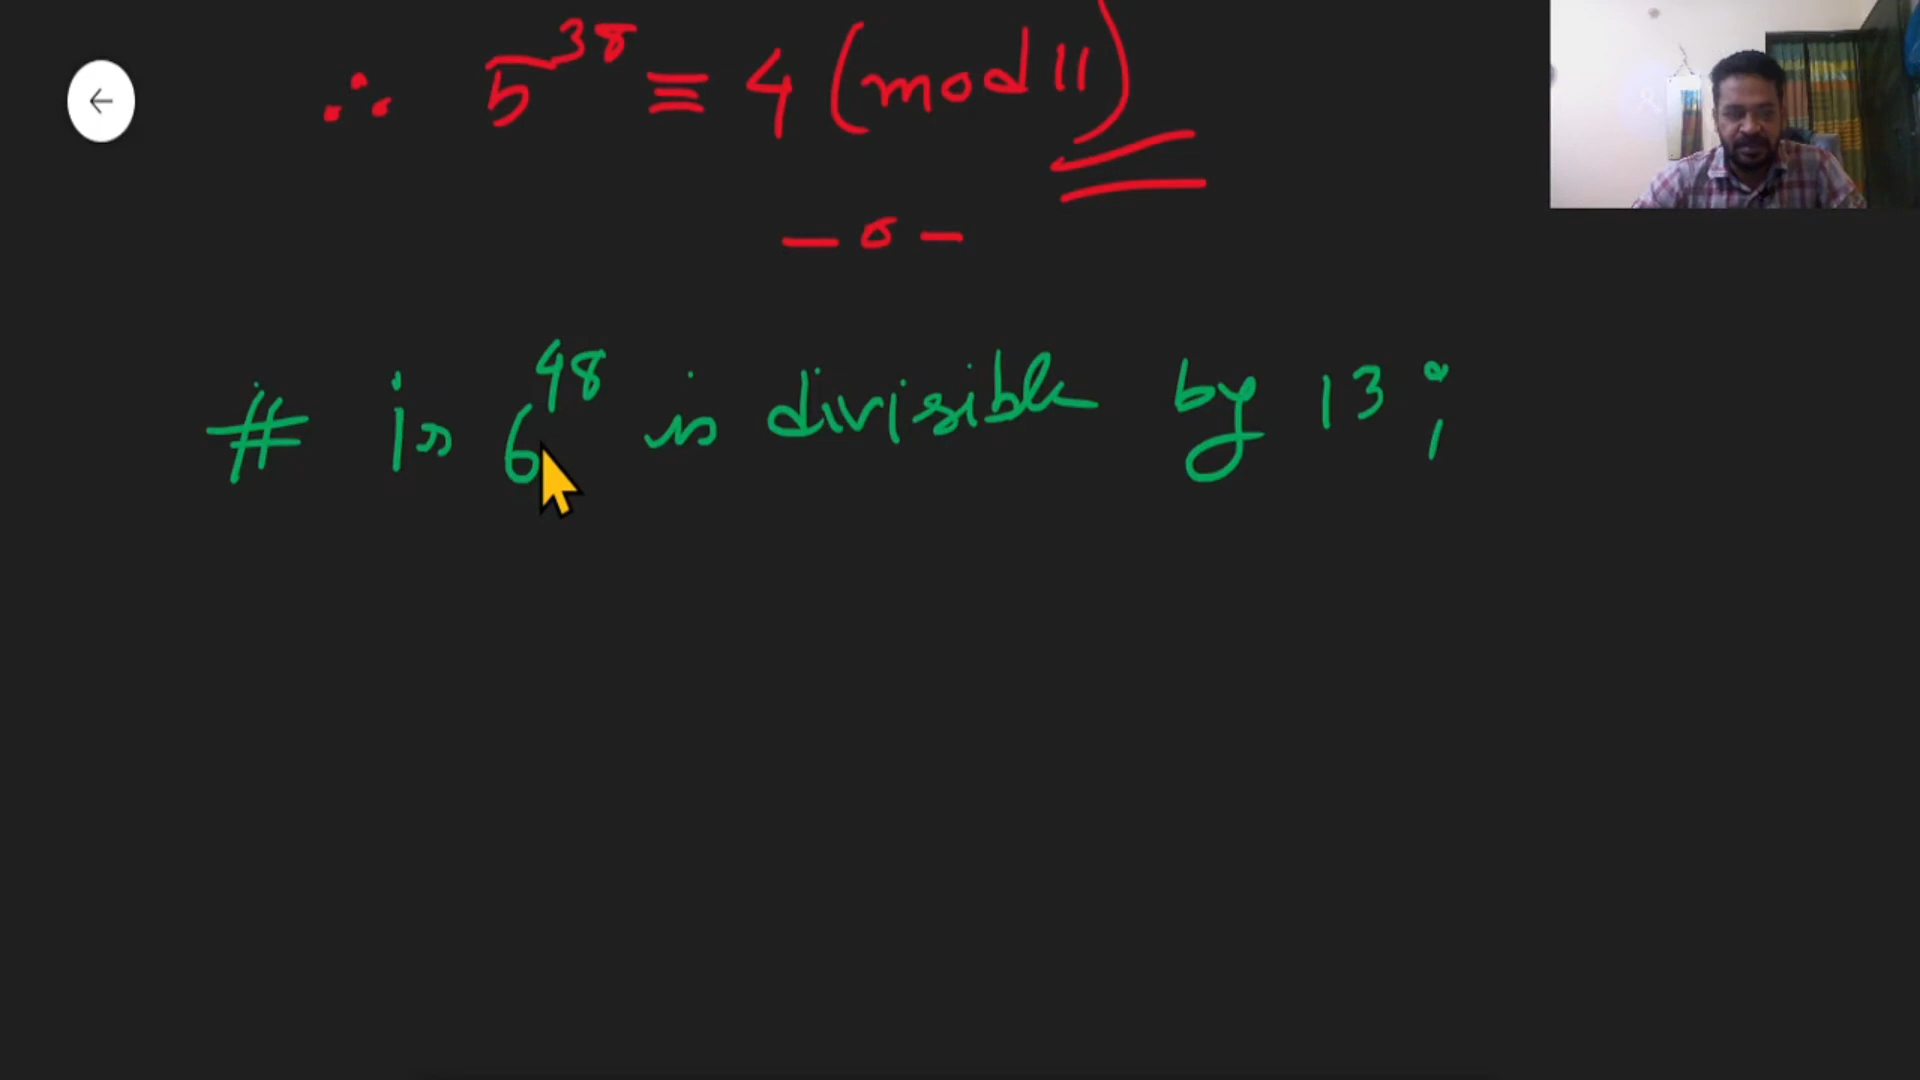 ∴ 5^38 ≡ 4 (mod 11)
— o —
# is 6^48 is divisible by 13 ;